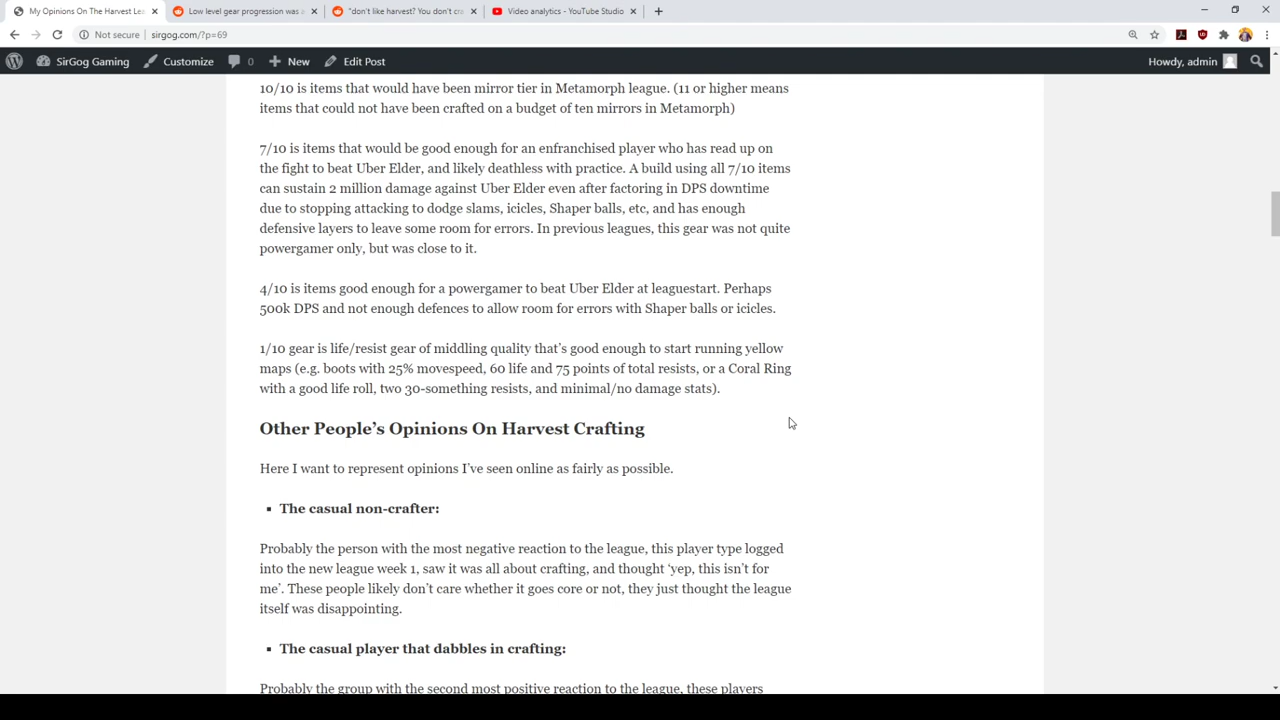 My Opinions On The Harvest Lea
Low level gear progression was a
"don't like harvest? You don't cra
Video analytics - YouTube Studio
Not secure | sirgog.com/?p=69
SirGog Gaming
Customize
0
New
Edit Post
Howdy, admin
10/10 is items that would have been mirror tier in Metamorph league. (11 or higher means
items that could not have been crafted on a budget of ten mirrors in Metamorph)
7/10 is items that would be good enough for an enfranchised player who has read up on
the fight to beat Uber Elder, and likely deathless with practice. A build using all 7/10 items
can sustain 2 million damage against Uber Elder even after factoring in DPS downtime
due to stopping attacking to dodge slams, icicles, Shaper balls, etc, and has enough
defensive layers to leave some room for errors. In previous leagues, this gear was not quite
powergamer only, but was close to it.
4/10 is items good enough for a powergamer to beat Uber Elder at leaguestart. Perhaps
500k DPS and not enough defences to allow room for errors with Shaper balls or icicles.
1/10 gear is life/resist gear of middling quality that's good enough to start running yellow
maps (e.g. boots with 25% movespeed, 60 life and 75 points of total resists, or a Coral Ring
with a good life roll, two 30-something resists, and minimal/no damage stats).
Other People's Opinions On Harvest Crafting
Here I want to represent opinions I've seen online as fairly as possible.
▪ The casual non-crafter:
Probably the person with the most negative reaction to the league, this player type logged
into the new league week 1, saw it was all about crafting, and thought 'yep, this isn't for
me'. These people likely don't care whether it goes core or not, they just thought the league
itself was disappointing.
▪ The casual player that dabbles in crafting:
Probably the group with the second most positive reaction to the league, these players